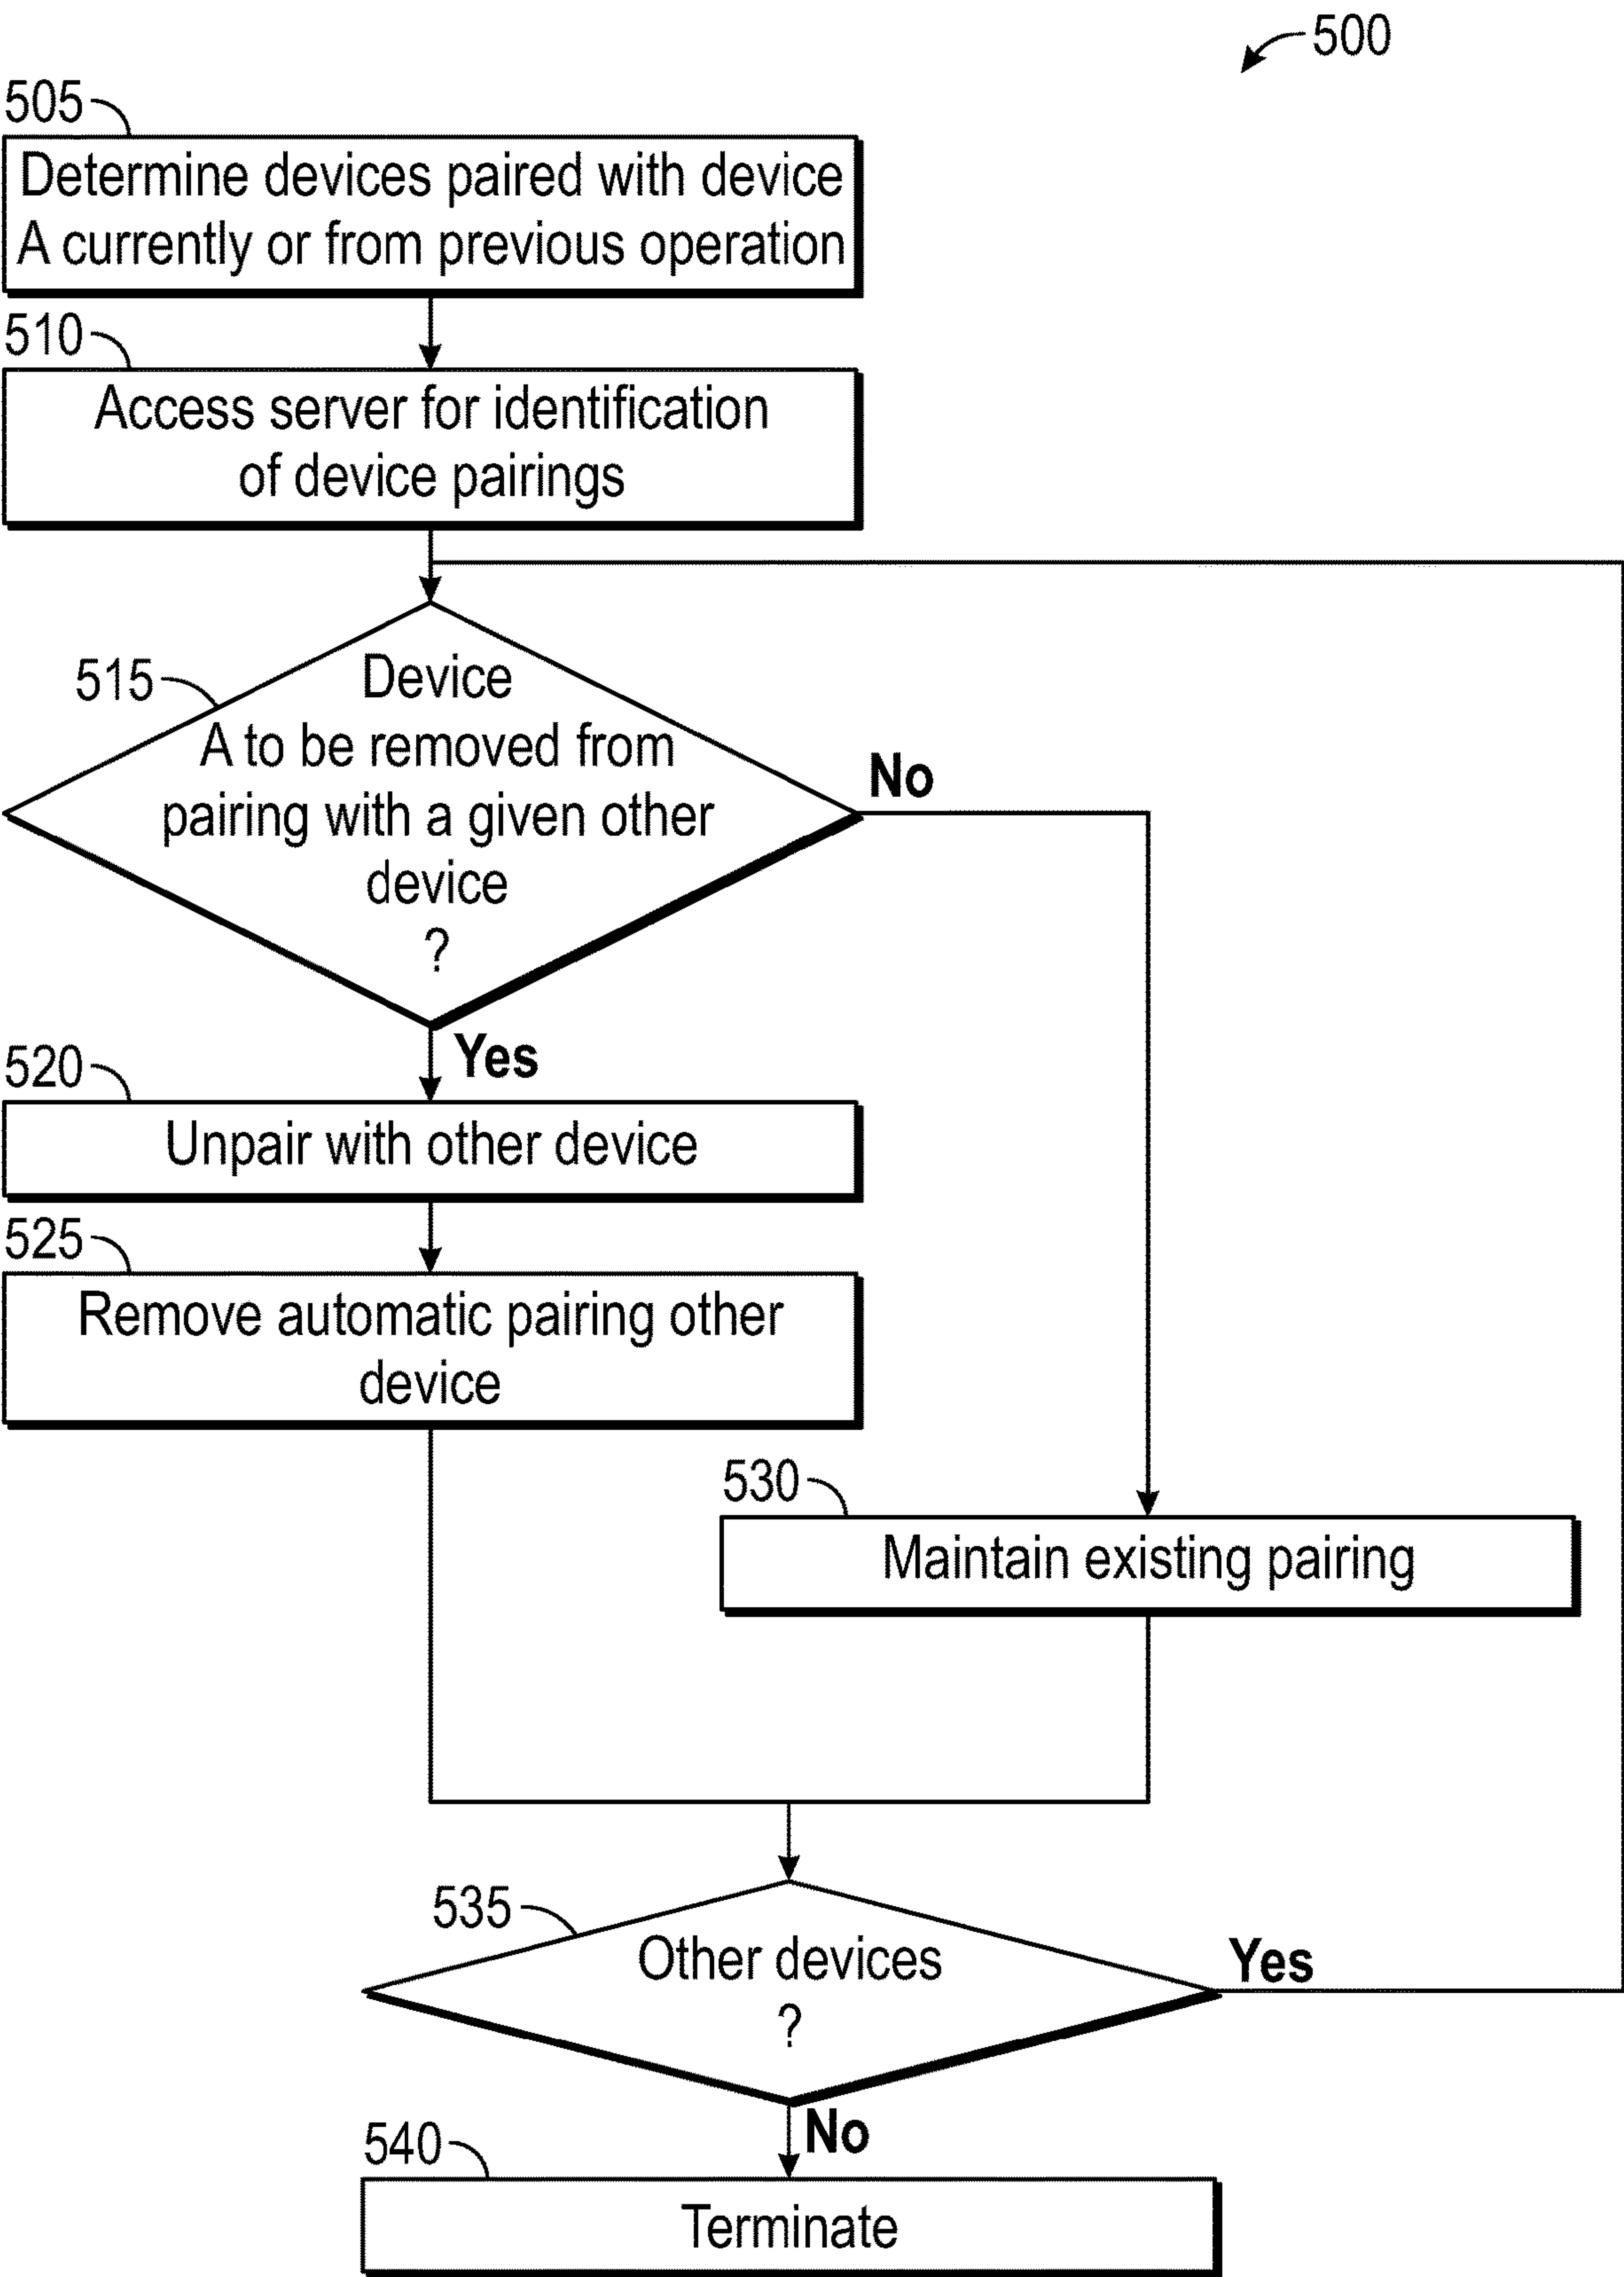 500
505
Determine devices paired with device
A currently or from previous operation
510
Access server for identification
of device pairings
515
Device
A to be removed from
pairing with a given other
device
?
No
Yes
520
Unpair with other device
525
Remove automatic pairing other
device
530
Maintain existing pairing
535
Other devices
?
Yes
No
540
Terminate